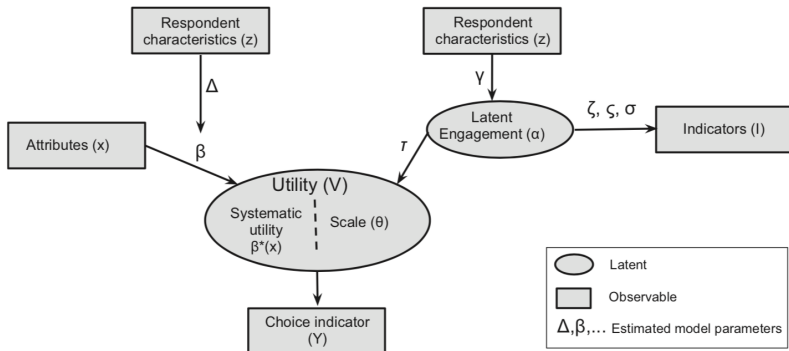 Respondent
characteristics (z)
Respondent
characteristics (z)
Δ
γ
Attributes (x)
β
Latent
Engagement (α)
ζ, ς, σ
Indicators (I)
τ
Utility (V)
Systematic
utility
β*(x)
Scale (θ)
Choice indicator
(Y)
Latent
Observable
Δ,β,... Estimated model parameters